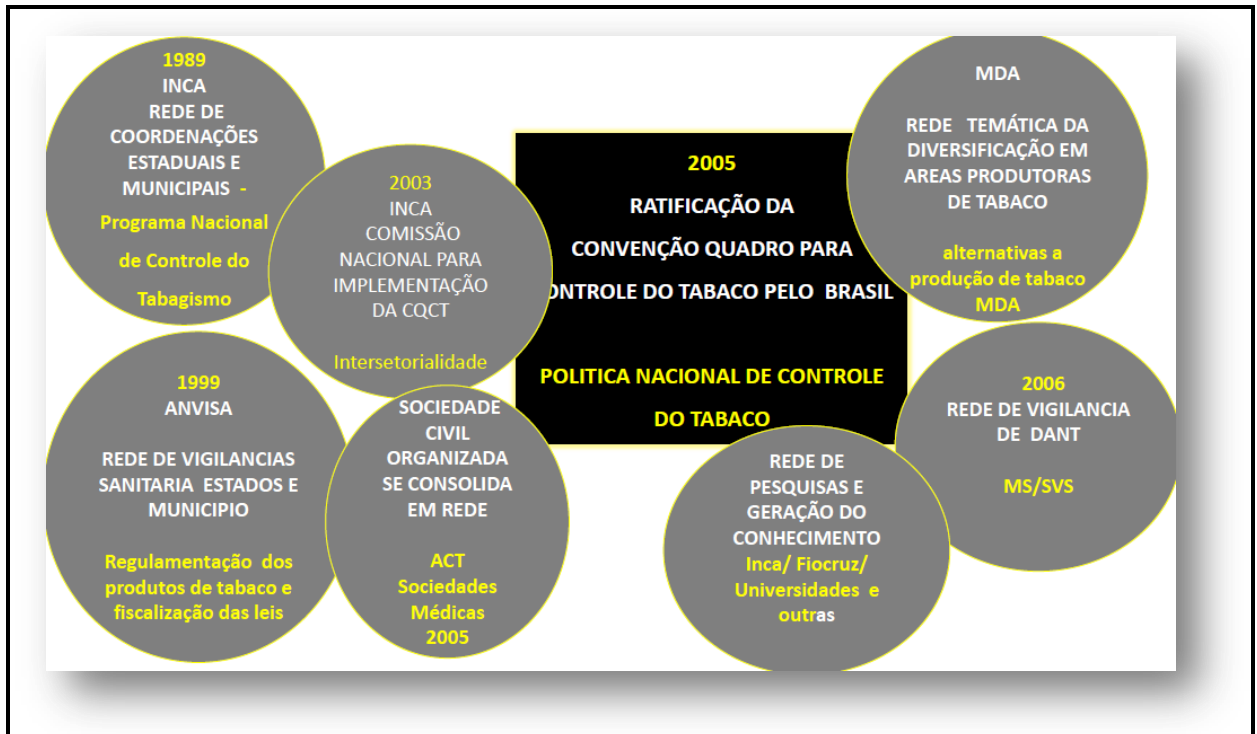 1989
INCA
REDE DE
COORDENAÇÕES
ESTADUAIS E
MUNICIPAIS -
Programa Nacional
de Controle do
Tabagismo
2003
INCA
COMISSÃO
NACIONAL PARA
IMPLEMENTAÇÃO
DA CQCT
Intersetorialidade
2005
RATIFICAÇÃO DA
CONVENÇÃO QUADRO PARA
ONTROLE DO TABACO PELO BRASIL
POLITICA NACIONAL DE CONTROLE
DO TABACO
MDA
REDE TEMÁTICA DA
DIVERSIFICAÇÃO EM
AREAS PRODUTORAS
DE TABACO
alternativas a
produção de tabaco
MDA
1999
ANVISA
REDE DE VIGILANCIAS
SANITARIA ESTADOS E
MUNICIPIO
Regulamentação dos
produtos de tabaco e
fiscalização das leis
SOCIEDADE
CIVIL
ORGANIZADA
SE CONSOLIDA
EM REDE
ACT
Sociedades
Médicas
2005
REDE DE
PESQUISAS E
GERAÇÃO DO
CONHECIMENTO
Inca/ Fiocruz/
Universidades e
outras
2006
REDE DE VIGILANCIA
DE DANT
MS/SVS